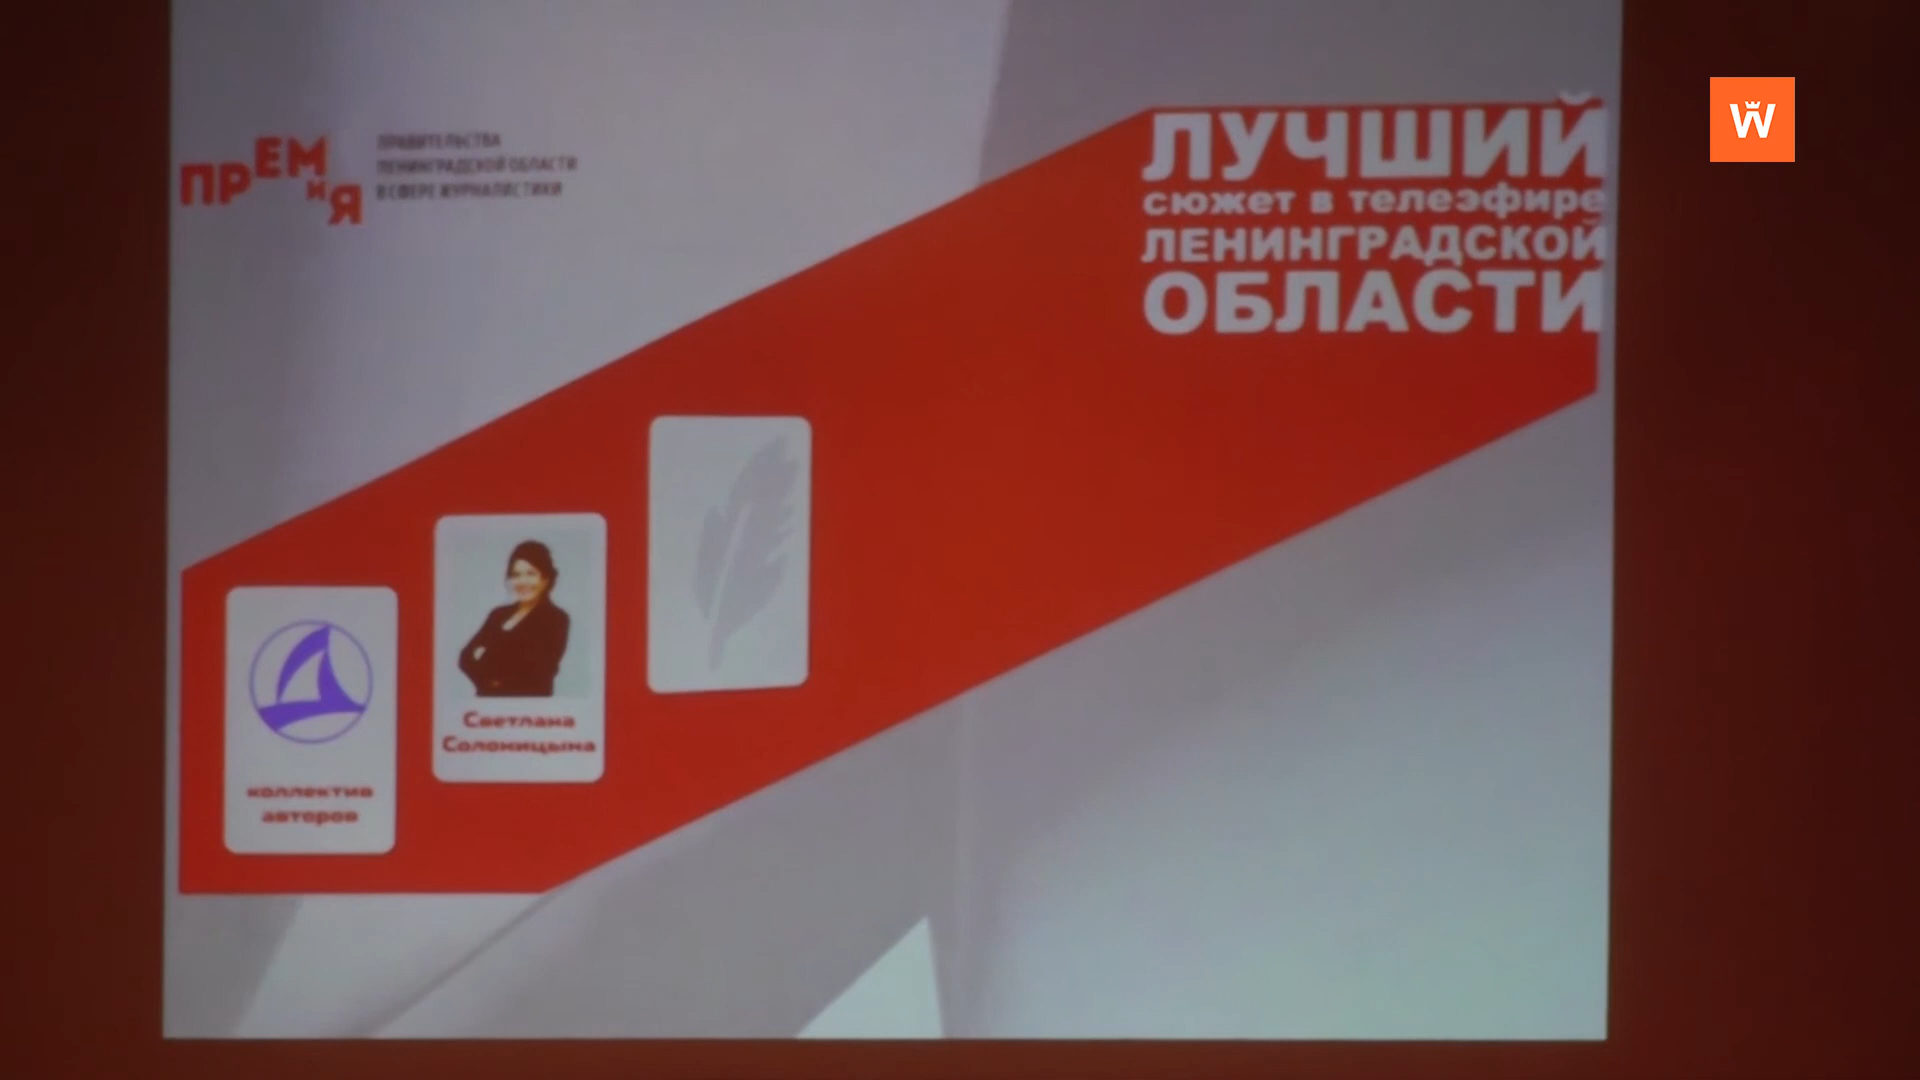 ПРЕМИЯ
ПРАВИТЕЛЬСТВА
ЛЕНИНГРАДСКОЙ ОБЛАСТИ
В СФЕРЕ ЖУРНАЛИСТИКИ
ЛУЧШИЙ
сюжет в телеэфире
ЛЕНИНГРАДСКОЙ
ОБЛАСТИ
W
Светлана
Солоницына
коллектив
авторов